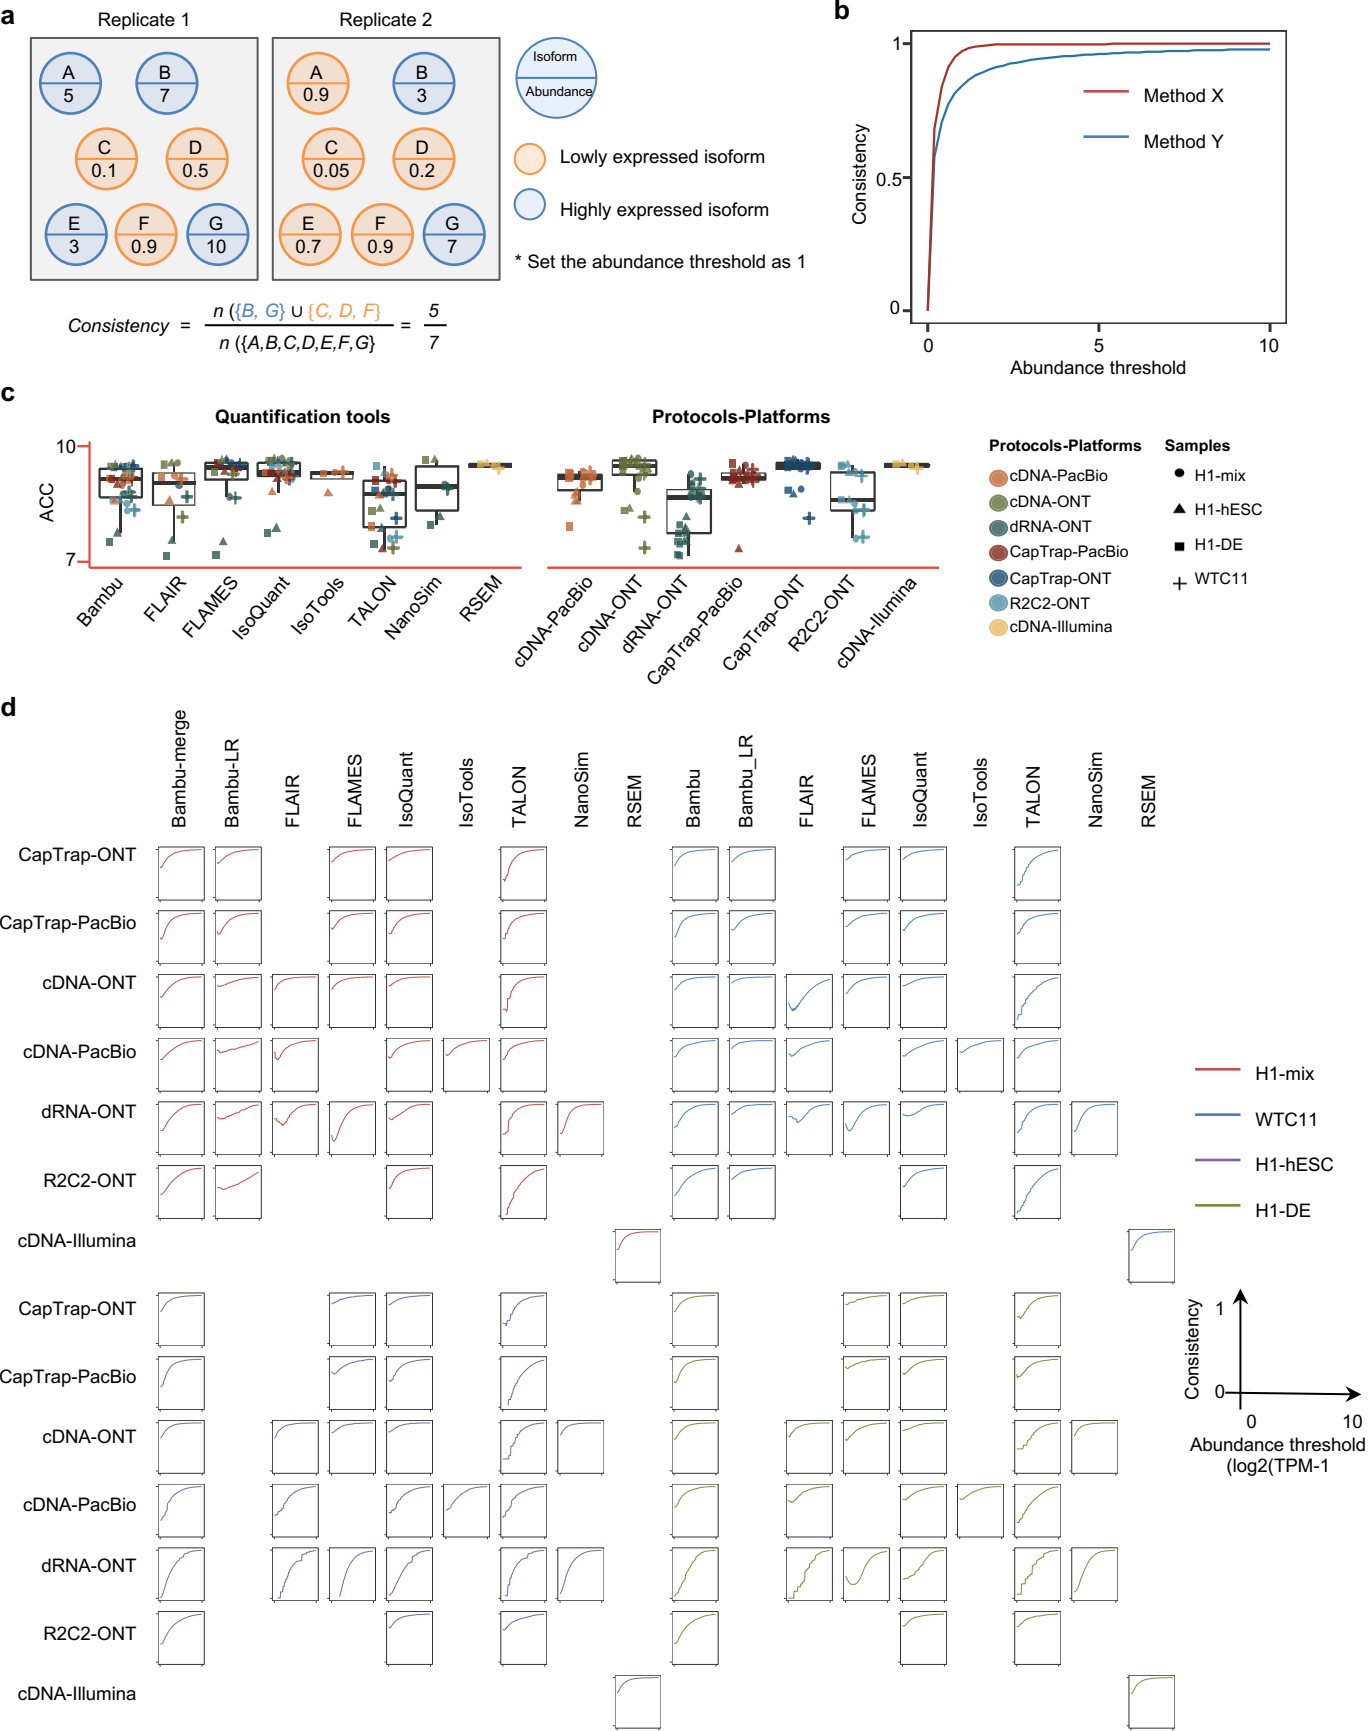 a
Replicate 1
Replicate 2
A
5
B
7
C
0.1
D
0.5
E
3
F
0.9
G
10
A
0.9
B
3
C
0.05
D
0.2
E
0.7
F
0.9
G
7
Isoform
Abundance
Lowly expressed isoform
Highly expressed isoform
* Set the abundance threshold as 1
Consistency = n ({B, G} ∪ {C, D, F} / n ({A,B,C,D,E,F,G} = 5 / 7
b
Consistency
1
0.5
0
0
5
10
Abundance threshold
Method X
Method Y
c
Quantification tools
Protocols-Platforms
ACC
10
7
Bambu
FLAIR
FLAMES
IsoQuant
IsoTools
TALON
NanoSim
RSEM
cDNA-PacBio
cDNA-ONT
dRNA-ONT
CapTrap-PacBio
CapTrap-ONT
R2C2-ONT
cDNA-Ilumina
Protocols-Platforms
cDNA-PacBio
cDNA-ONT
dRNA-ONT
CapTrap-PacBio
CapTrap-ONT
R2C2-ONT
cDNA-Illumina
Samples
H1-mix
H1-hESC
H1-DE
WTC11
d
Bambu-merge
Bambu-LR
FLAIR
FLAMES
IsoQuant
IsoTools
TALON
NanoSim
RSEM
Bambu
Bambu_LR
FLAIR
FLAMES
IsoQuant
IsoTools
TALON
NanoSim
RSEM
CapTrap-ONT
CapTrap-PacBio
cDNA-ONT
cDNA-PacBio
dRNA-ONT
R2C2-ONT
cDNA-Illumina
CapTrap-ONT
CapTrap-PacBio
cDNA-ONT
cDNA-PacBio
dRNA-ONT
R2C2-ONT
cDNA-Illumina
H1-mix
WTC11
H1-hESC
H1-DE
Consistency
1
0
0
10
Abundance threshold
(log2(TPM-1